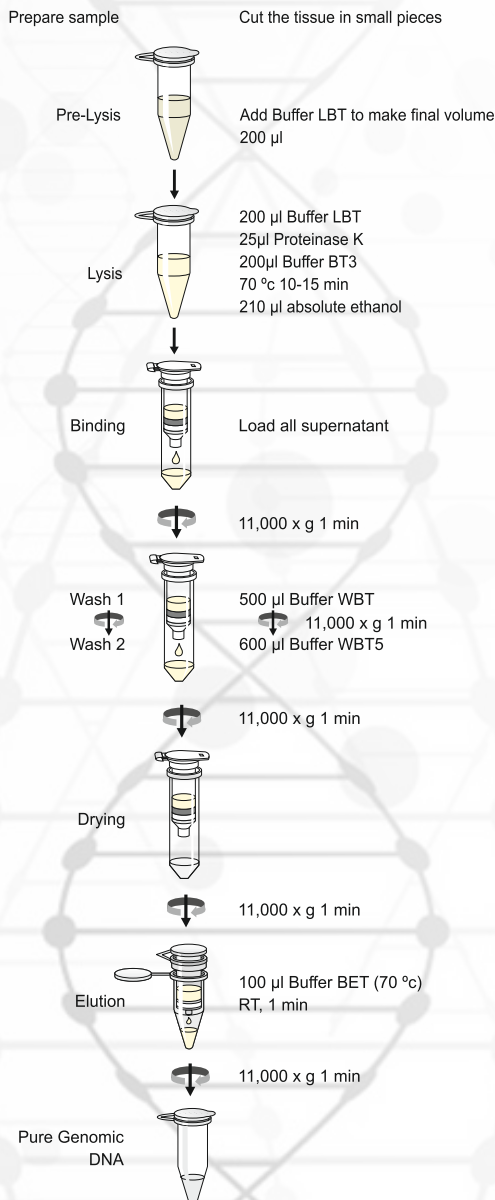 Prepare sample
Cut the tissue in small pieces
Pre-Lysis
Add Buffer LBT to make final volume
200 µl
Lysis
200 µl Buffer LBT
25µl Proteinase K
200µl Buffer BT3
70 ºc 10-15 min
210 µl absolute ethanol
Binding
Load all supernatant
11,000 x g 1 min
Wash 1
500 µl Buffer WBT
11,000 x g 1 min
Wash 2
600 µl Buffer WBT5
11,000 x g 1 min
Drying
11,000 x g 1 min
Elution
100 µl Buffer BET (70 ºc)
RT, 1 min
11,000 x g 1 min
Pure Genomic
DNA